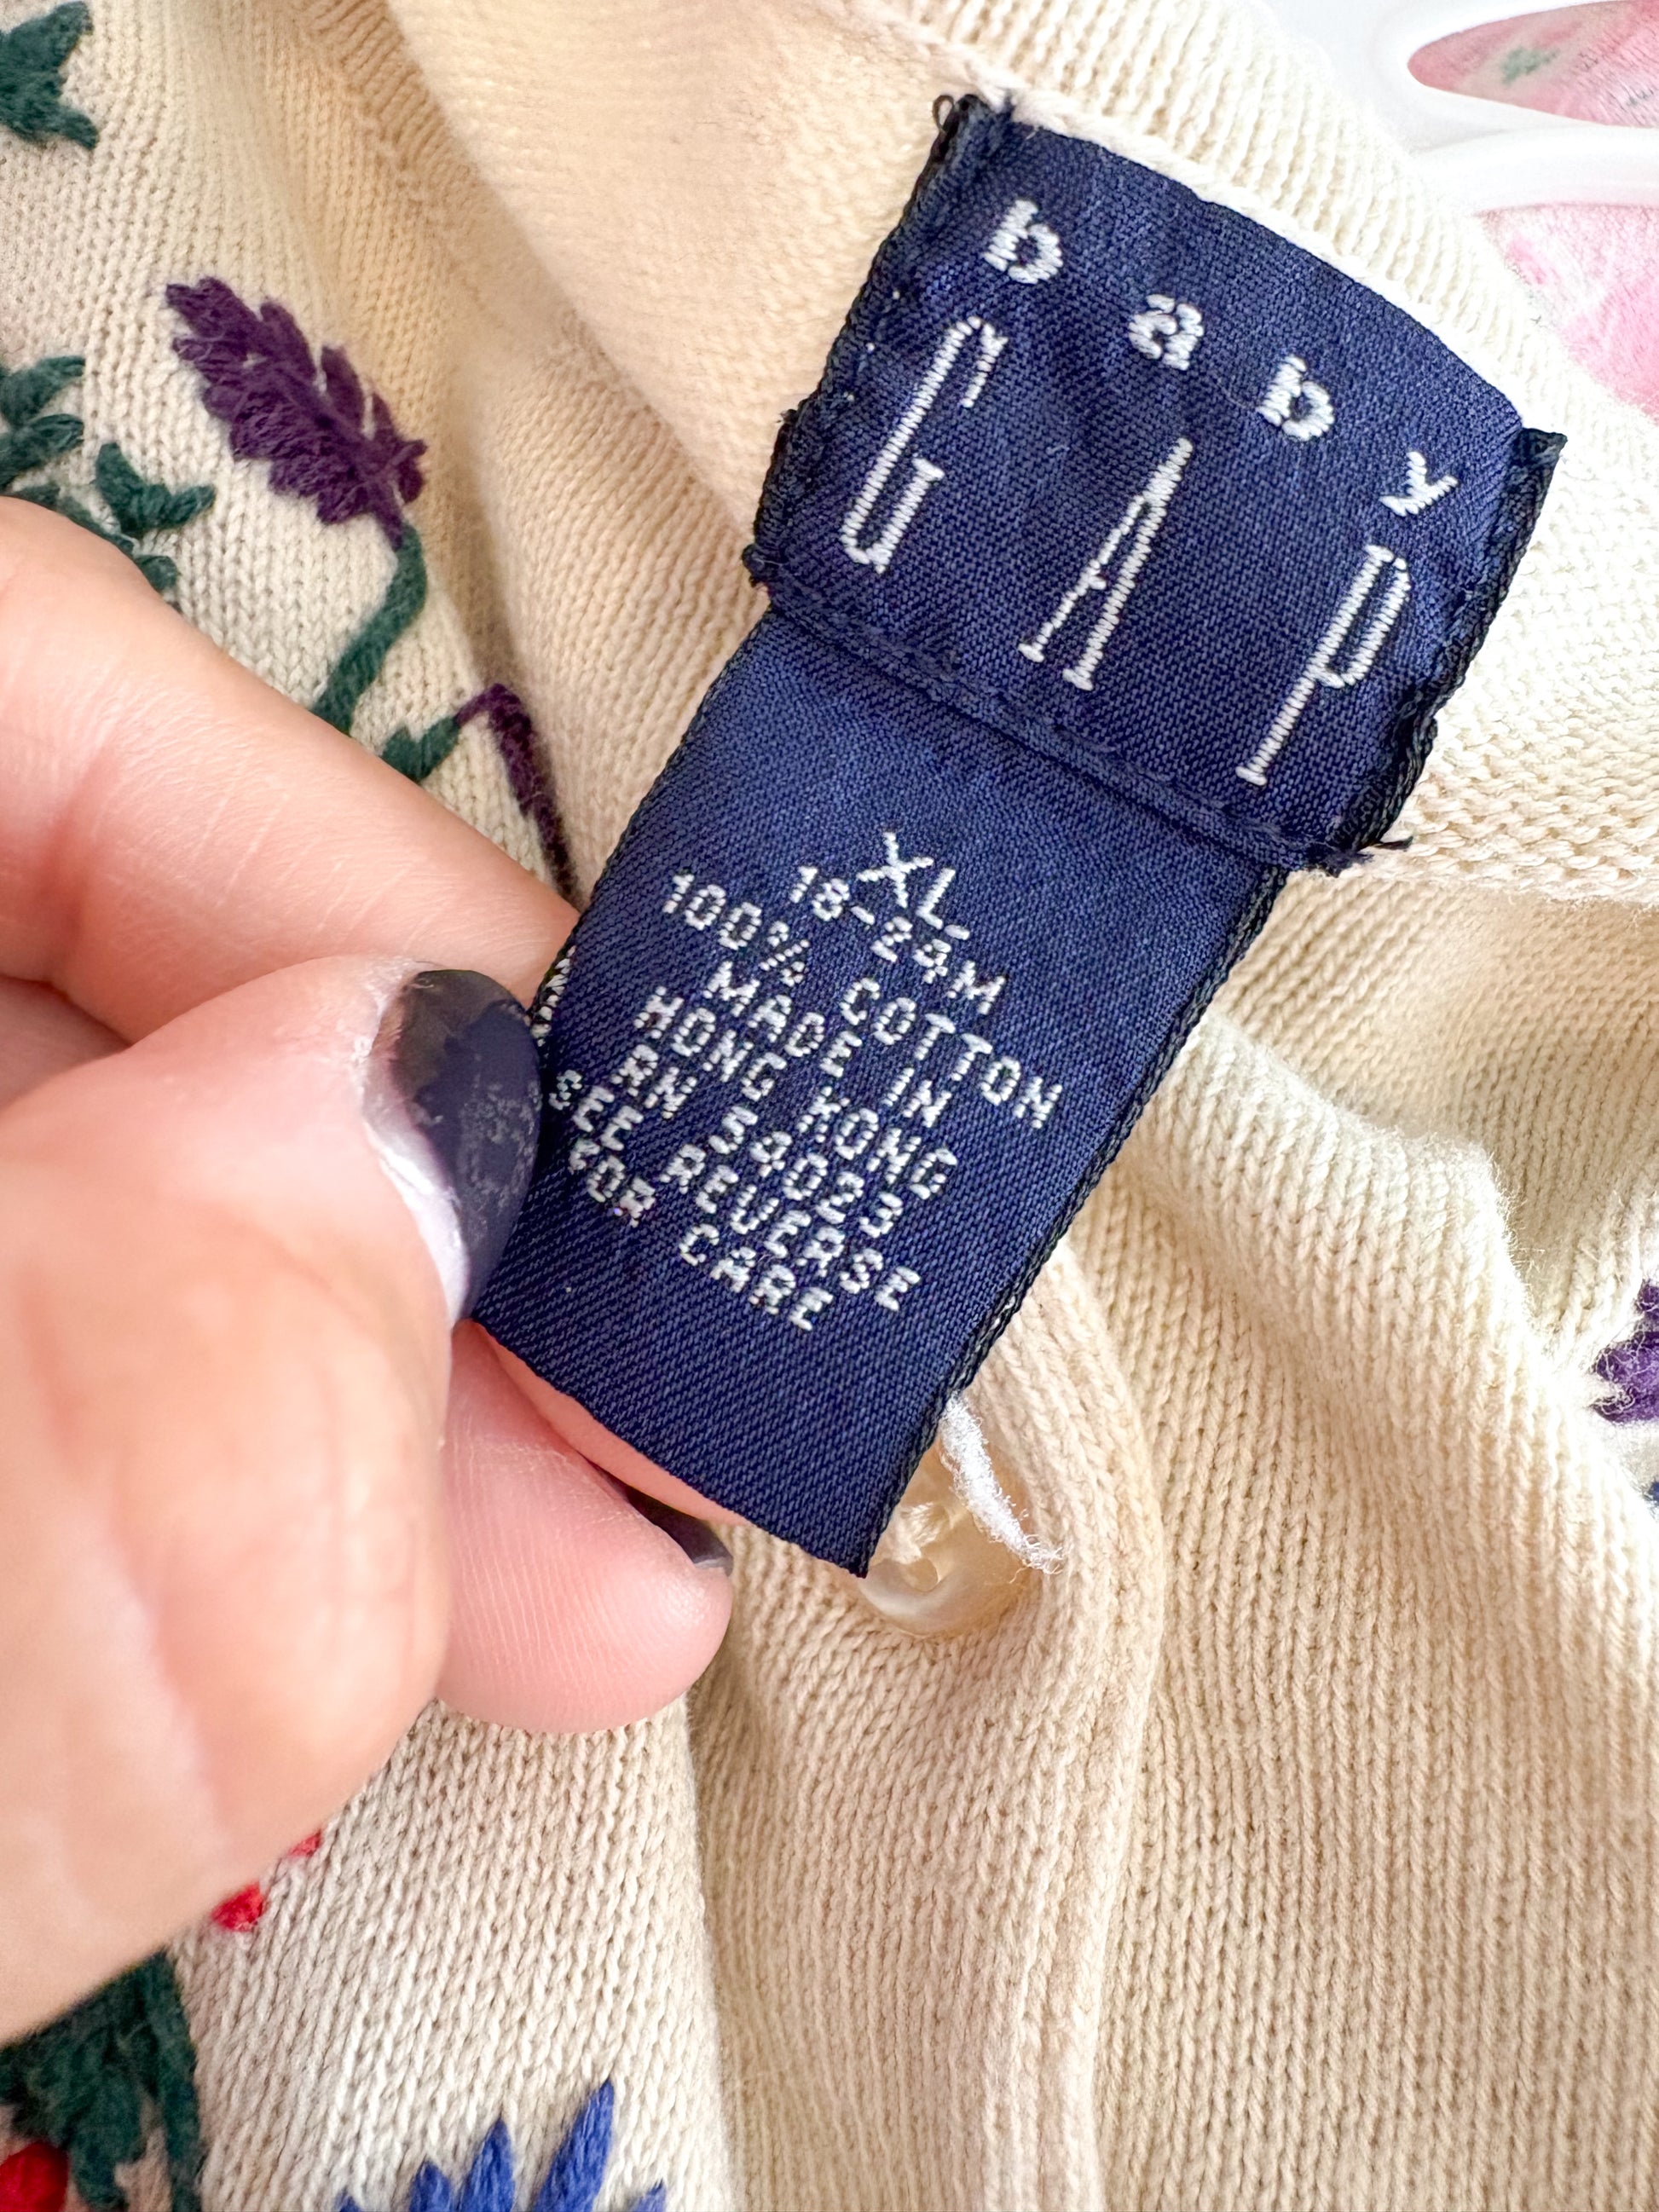 baby
GAP
XL
18-24M
100% COTTON
MADE IN
HONG KONG
RN 54023
SEE REVERSE
FOR CARE